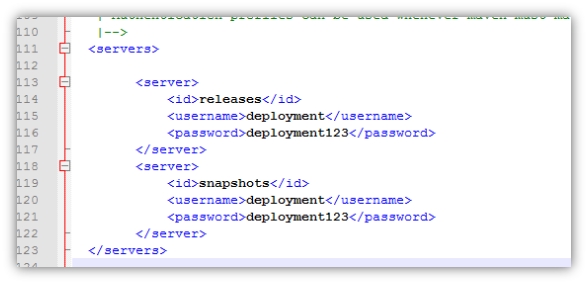 | Authentication profiles can be used whenever maven must ma
110 |-->
111 <servers>
112
113 <server>
114 <id>releases</id>
115 <username>deployment</username>
116 <password>deployment123</password>
117 </server>
118 <server>
119 <id>snapshots</id>
120 <username>deployment</username>
121 <password>deployment123</password>
122 </server>
123 </servers>